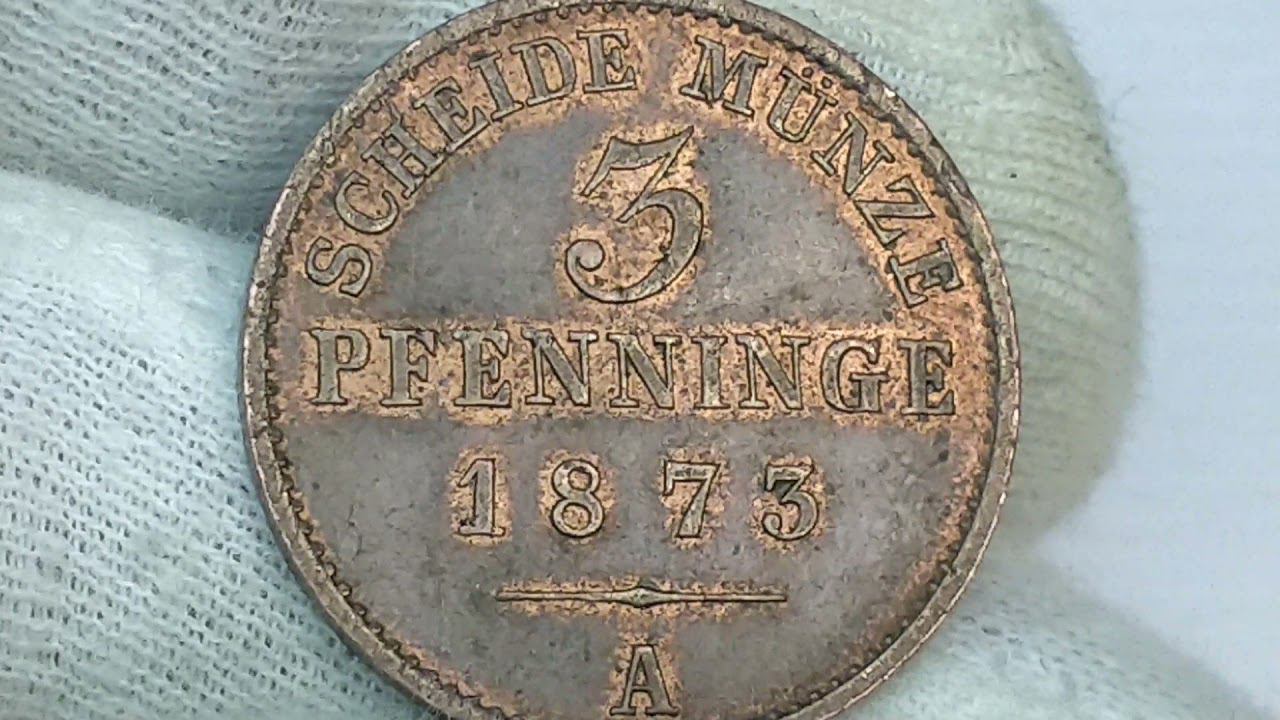 SCHEIDE MÜNZE
3
PFENNINGE
1873
A